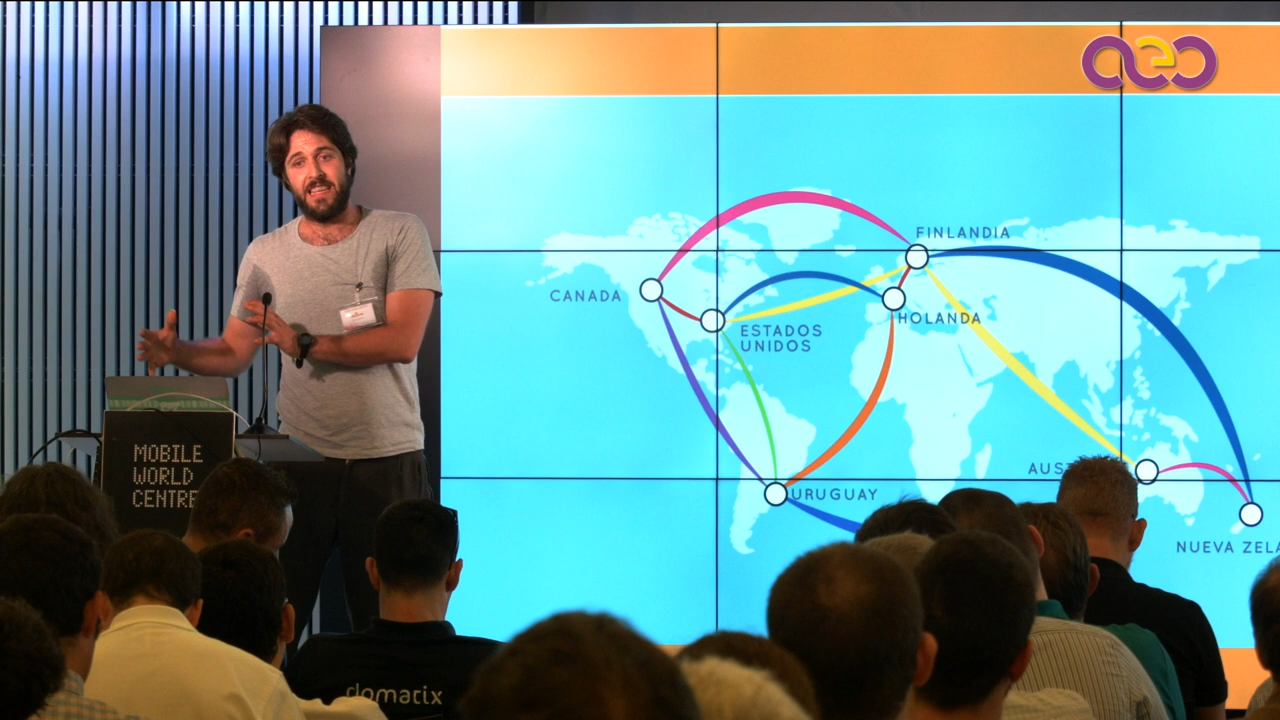 aeo
FINLANDIA
CANADA
HOLANDA
ESTADOS
UNIDOS
AUS
URUGUAY
NUEVA ZELA
MOBILE
WORLD
CENTRE
domatix